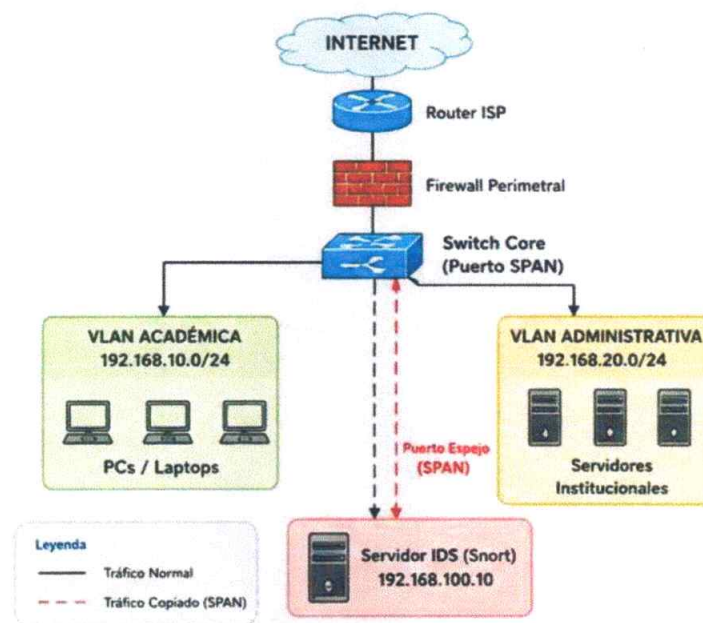 INTERNET
Router ISP
Firewall Perimetral
Switch Core
(Puerto SPAN)
VLAN ACADÉMICA
192.168.10.0/24
PCs / Laptops
VLAN ADMINISTRATIVA
192.168.20.0/24
Servidores
Institucionales
Puerto Espejo
(SPAN)
Leyenda
Tráfico Normal
Tráfico Copiado (SPAN)
Servidor IDS (Snort)
192.168.100.10